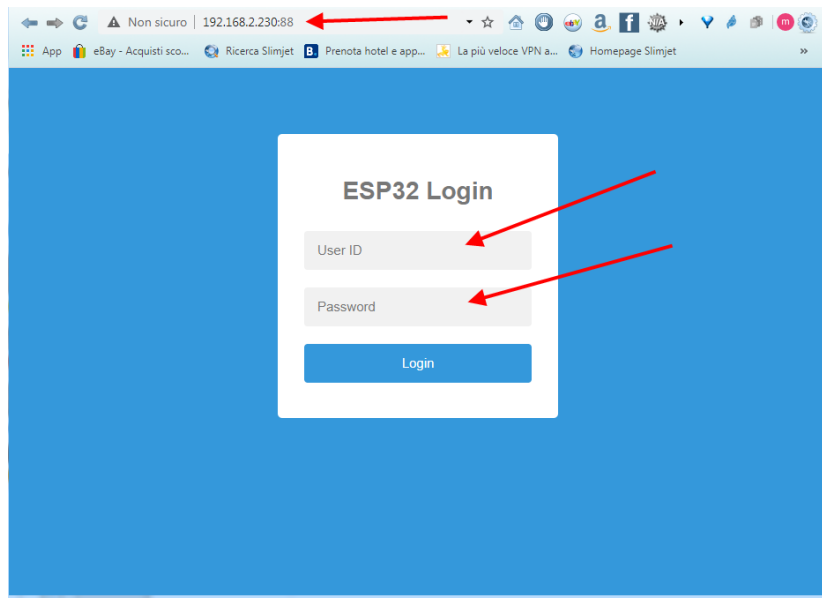 Non sicuro | 192.168.2.230:88
App eBay - Acquisti sco... Ricerca Slimjet B. Prenota hotel e app... La più veloce VPN a... Homepage Slimjet »
ESP32 Login
User ID
Password
Login